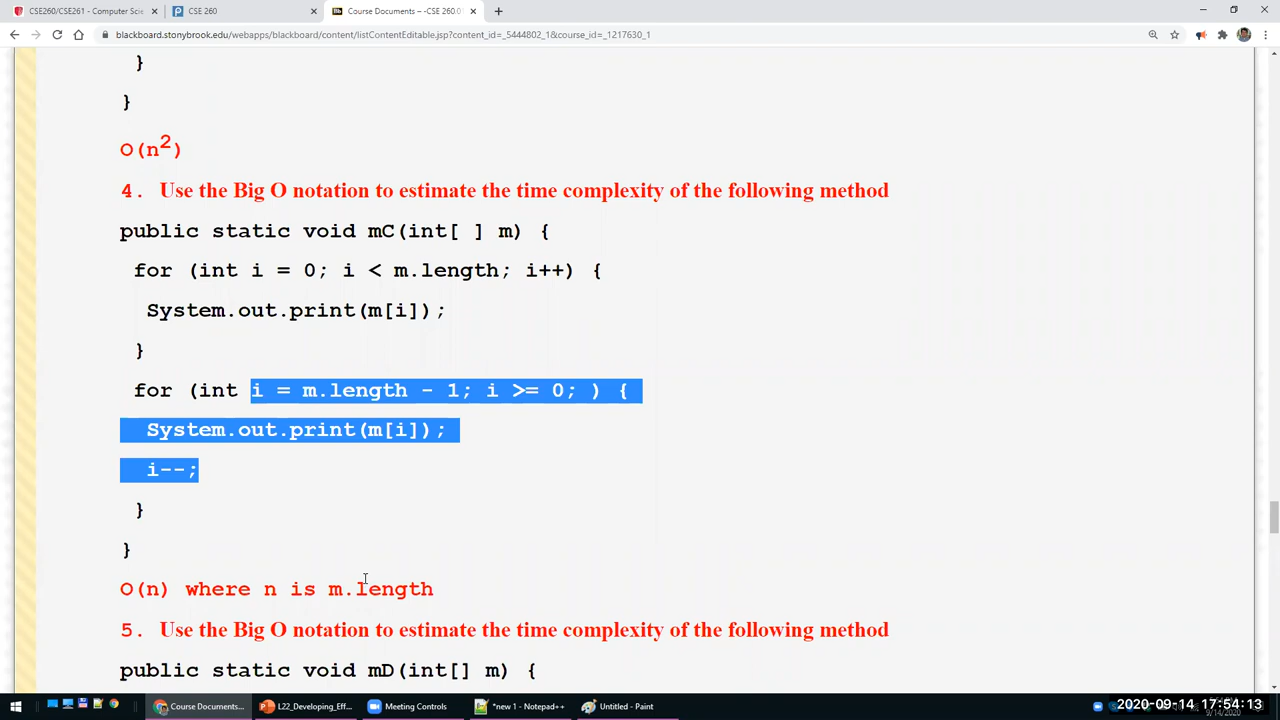 CSE260/CSE261 - Computer Scie
CSE 260
Course Documents – -CSE 260.01
blackboard.stonybrook.edu/webapps/blackboard/content/listContentEditable.jsp?content_id=_5444802_1&course_id=_1217630_1
}
}
O(n2)
4. Use the Big O notation to estimate the time complexity of the following method
public static void mC(int[ ] m) {
for (int i = 0; i < m.length; i++) {
System.out.print(m[i]);
}
for (int i = m.length - 1; i >= 0; ) {
System.out.print(m[i]);
i--;
}
}
O(n) where n is m.length
5. Use the Big O notation to estimate the time complexity of the following method
public static void mD(int[] m) {
Course Documents...
L22_Developing_Eff...
Meeting Controls
*new 1 - Notepad++
Untitled - Paint
2020-09-14 17:54:13
9/14/2020